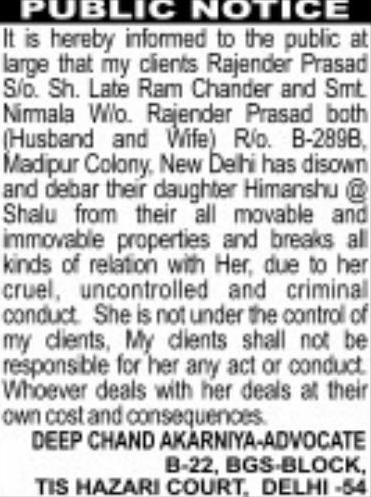 PUBLIC NOTICE
It is hereby informed to the public at
large that my clients Rajender Prasad
S/o. Sh. Late Ram Chander and Smt.
Nirmala W/o. Rajender Prasad both
(Husband and Wife) R/o. B-289B,
Madipur Colony, New Delhi has disown
and debar their daughter Himanshu @
Shalu from their all movable and
immovable properties and breaks all
kinds of relation with Her, due to her
cruel, uncontrolled and criminal
conduct. She is not under the control of
my clients, My clients shall not be
responsible for her any act or conduct.
Whoever deals with her deals at their
own cost and consequences.
DEEP CHAND AKARNIYA-ADVOCATE
B-22, BGS-BLOCK,
TIS HAZARI COURT, DELHI -54